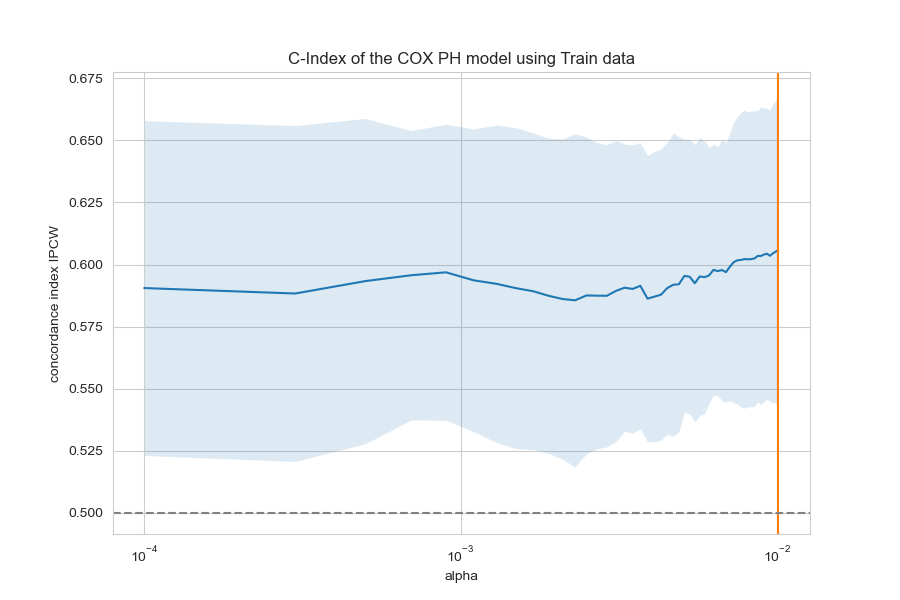 C-Index of the COX PH model using Train data
concordance index IPCW
0.675
0.650
0.625
0.600
0.575
0.550
0.525
0.500
10⁻⁴ 10⁻³ 10⁻²
alpha